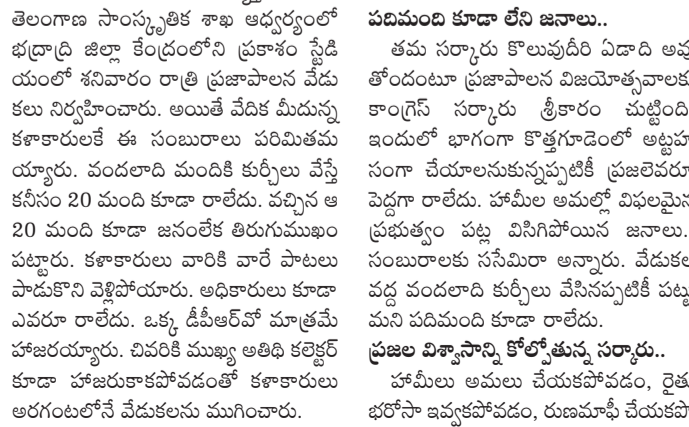 తెలంగాణ సాంస్కృతిక శాఖ ఆధ్వర్యంలో
భద్రాద్రి జిల్లా కేంద్రంలోని ప్రకాశం స్టేడి
యంలో శనివారం రాత్రి ప్రజాపాలన వేడు
కలు నిర్వహించారు. అయితే వేదిక మీదున్న
కళాకారులకే ఈ సంబురాలు పరిమితమ
య్యారు. వందలాది మందికి కుర్చీలు వేస్తే
కనీసం 20 మంది కూడా రాలేదు. వచ్చిన ఆ
20 మంది కూడా జనంలేక తిరుగుముఖం
పట్టారు. కళాకారులు వారికి వారే పాటలు
పాడుకొని వెళ్లిపోయారు. అధికారులు కూడా
ఎవరూ రాలేదు. ఒక్క డీపీఆర్‌వో మాత్రమే
హాజరయ్యారు. చివరికి ముఖ్య అతిథి కలెక్టర్
కూడా హాజరుకాకపోవడంతో కళాకారులు
అరగంటలోనే వేడుకలను ముగించారు.
పదిమంది కూడా లేని జనాలు..
తమ సర్కారు కొలువుదీరి ఏడాది అవు
తోందంటూ ప్రజాపాలన విజయోత్సవాలకు
కాంగ్రెస్ సర్కారు శ్రీకారం చుట్టింది
ఇందులో భాగంగా కొత్తగూడెంలో అట్టహా
సంగా చేయాలనుకున్నప్పటికీ ప్రజలెవరూ
పెద్దగా రాలేదు. హామీల అమల్లో విఫలమైన
ప్రభుత్వం పట్ల విసిగిపోయిన జనాలు.
సంబురాలకు ససేమిరా అన్నారు. వేడుకల
వద్ద వందలాది కుర్చీలు వేసినప్పటికీ పట్టు
మని పదిమంది కూడా రాలేదు.
ప్రజల విశ్వాసాన్ని కోల్పోతున్న సర్కారు..
హామీలు అమలు చేయకపోవడం, రైతు
భరోసా ఇవ్వకపోవడం, రుణమాఫీ చేయకపో